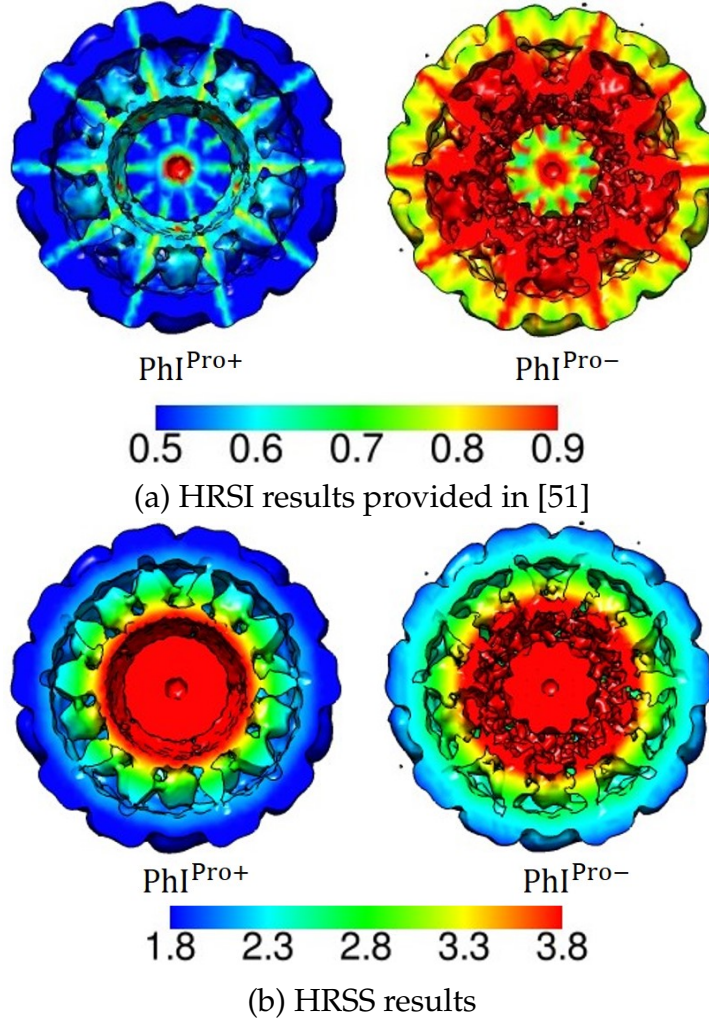 PhI^Pro+ PhI^Pro−
0.5 0.6 0.7 0.8 0.9
(a) HRSI results provided in [51]
PhI^Pro+ PhI^Pro−
1.8 2.3 2.8 3.3 3.8
(b) HRSS results